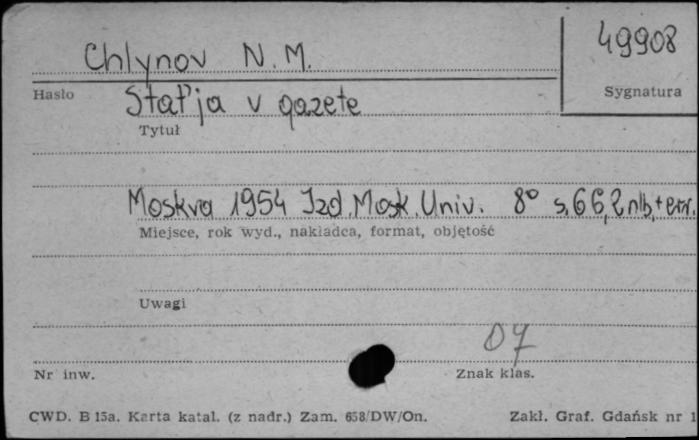 49908
Chlynov N. M.
Hasło
Sygnatura
Stat'ja v gazete
Tytuł
Moskva 1954 Izd. Mosk. Univ. 8° s. 66, 2 nlb, + err.
Miejsce, rok wyd., nakładca, format, objętość
Uwagi
07
Nr inw.
Znak klas.
CWD. B 15a. Karta katal. (z nadr.) Zam. 658/DW/On.
Zakł. Graf. Gdańsk nr 1